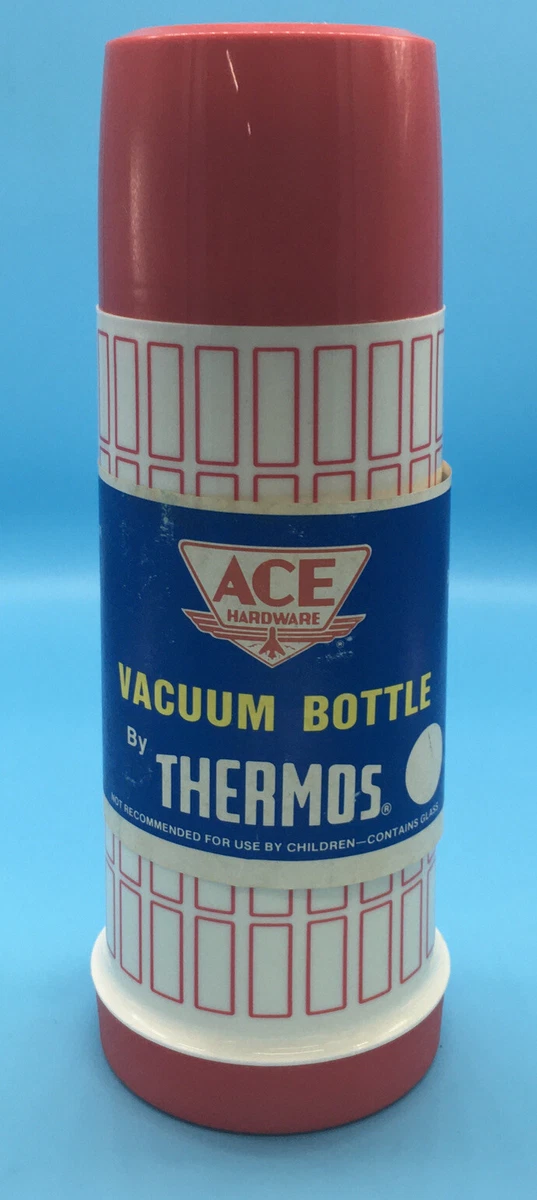 ACE
HARDWARE
®
VACUUM BOTTLE
By
THERMOS®
NOT RECOMMENDED FOR USE BY CHILDREN—CONTAINS GLASS